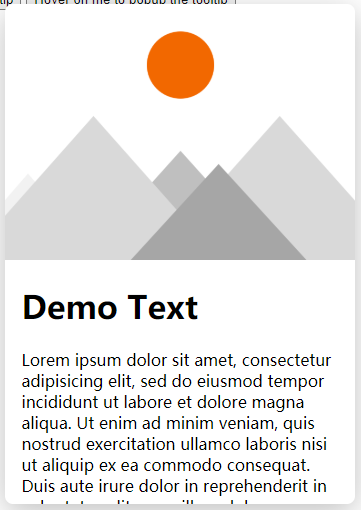 tip Hover on me to popup the tooltip
Demo Text
Lorem ipsum dolor sit amet, consectetur
adipisicing elit, sed do eiusmod tempor
incididunt ut labore et dolore magna
aliqua. Ut enim ad minim veniam, quis
nostrud exercitation ullamco laboris nisi
ut aliquip ex ea commodo consequat.
Duis aute irure dolor in reprehenderit in